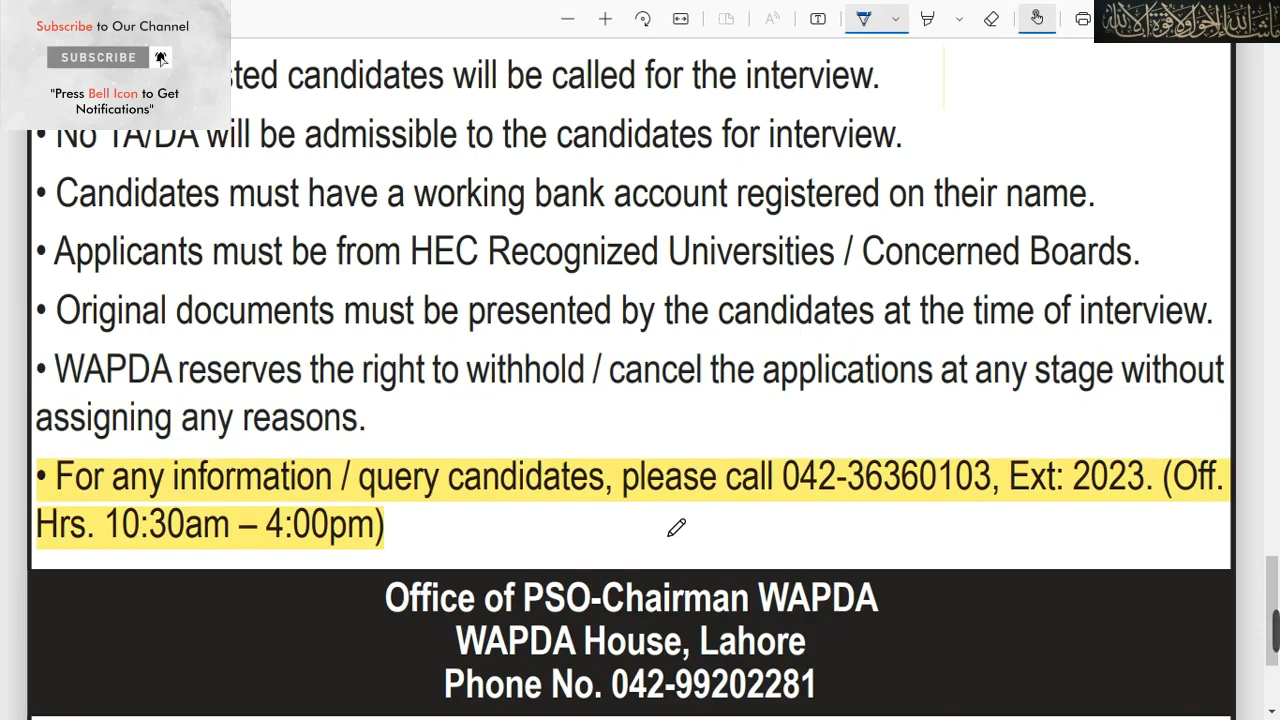 Subscribe to Our Channel
SUBSCRIBE
"Press Bell Icon to Get
Notifications"
candidates will be called for the interview.
• No TA/DA will be admissible to the candidates for interview.
• Candidates must have a working bank account registered on their name.
• Applicants must be from HEC Recognized Universities / Concerned Boards.
• Original documents must be presented by the candidates at the time of interview.
• WAPDA reserves the right to withhold / cancel the applications at any stage without
assigning any reasons.
• For any information / query candidates, please call 042-36360103, Ext: 2023. (Off.
Hrs. 10:30am – 4:00pm)
Office of PSO-Chairman WAPDA
WAPDA House, Lahore
Phone No. 042-99202281